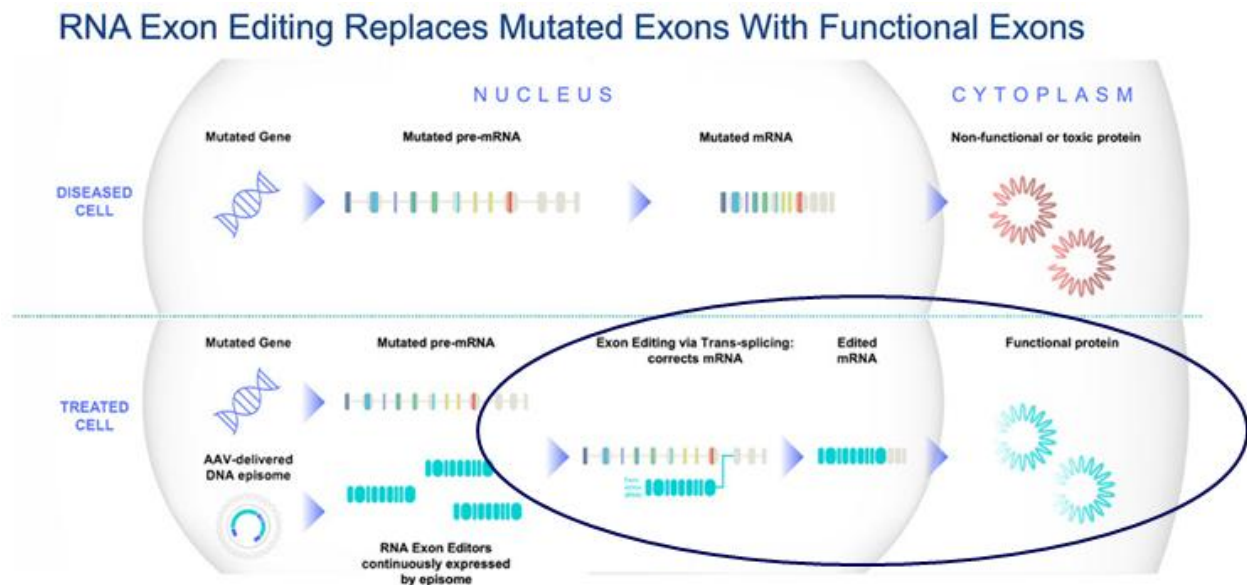 RNA Exon Editing Replaces Mutated Exons With Functional Exons
NUCLEUS
CYTOPLASM
Mutated Gene
Mutated pre-mRNA
Mutated mRNA
Non-functional or toxic protein
DISEASED
CELL
Mutated Gene
Mutated pre-mRNA
Exon Editing via Trans-splicing:
corrects mRNA
Edited
mRNA
Functional protein
TREATED
CELL
AAV-delivered
DNA episome
RNA Exon Editors
continuously expressed
by episome